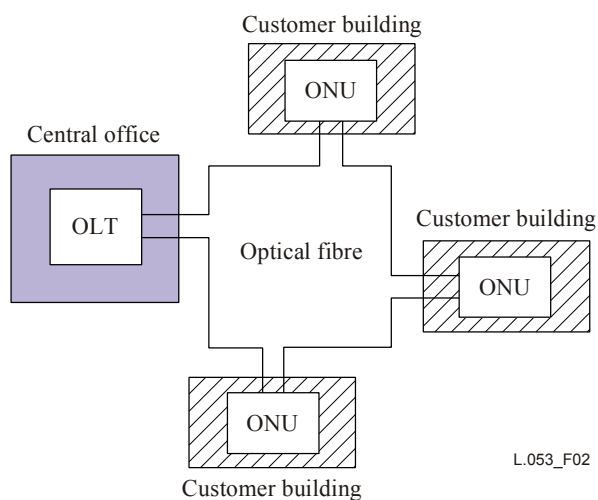 Customer building
ONU
Central office
OLT
Customer building
Optical fibre
ONU
ONU
L.053_F02
Customer building